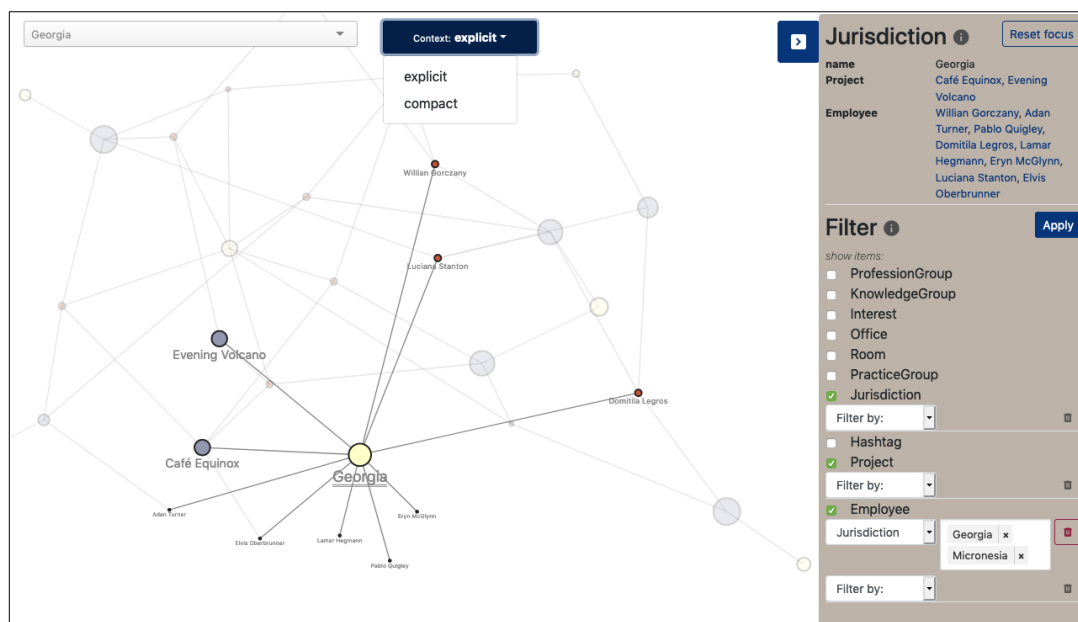 Georgia
Context: explicit
explicit
compact
Willian Gorczany
Luciana Stanton
Evening Volcano
Domitila Legros
Café Equinox
Georgia
Adan Turner
Elvis Oberbrunner
Lamar Hegmann
Eryn McGlynn
Pablo Quigley
Jurisdiction
Reset focus
name Georgia
Project Café Equinox, Evening
Volcano
Employee Willian Gorczany, Adan
Turner, Pablo Quigley,
Domitila Legros, Lamar
Hegmann, Eryn McGlynn,
Luciana Stanton, Elvis
Oberbrunner
Filter
Apply
show items:
ProfessionGroup
KnowledgeGroup
Interest
Office
Room
PracticeGroup
Jurisdiction
Filter by:
Hashtag
Project
Filter by:
Employee
Jurisdiction Georgia ×
Micronesia ×
Filter by: